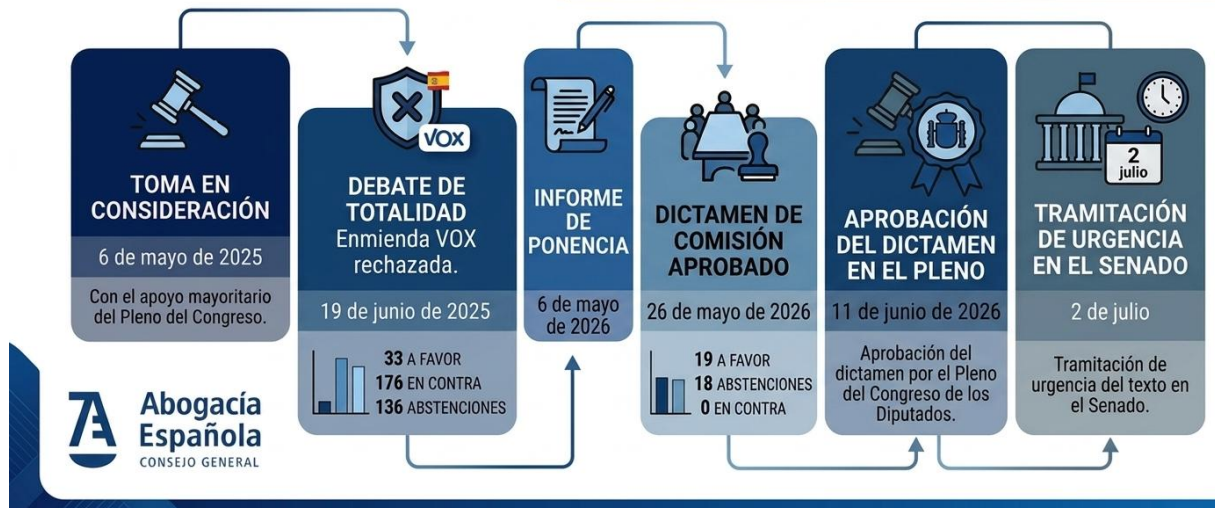 TOMA EN
CONSIDERACIÓN
6 de mayo de 2025
Con el apoyo mayoritario
del Pleno del Congreso.
VOX
DEBATE DE
TOTALIDAD
Enmienda VOX
rechazada.
19 de junio de 2025
33 A FAVOR
176 EN CONTRA
136 ABSTENCIONES
INFORME
DE
PONENCIA
6 de mayo
de 2026
DICTAMEN DE
COMISIÓN
APROBADO
26 de mayo de 2026
19 A FAVOR
18 ABSTENCIONES
0 EN CONTRA
APROBACIÓN
DEL DICTAMEN
EN EL PLENO
11 de junio de 2026
Aprobación del
dictamen por el Pleno
del Congreso de los
Diputados.
2
julio
TRAMITACIÓN
DE URGENCIA
EN EL SENADO
2 de julio
Tramitación de
urgencia del texto en
el Senado.
Abogacía
Española
CONSEJO GENERAL